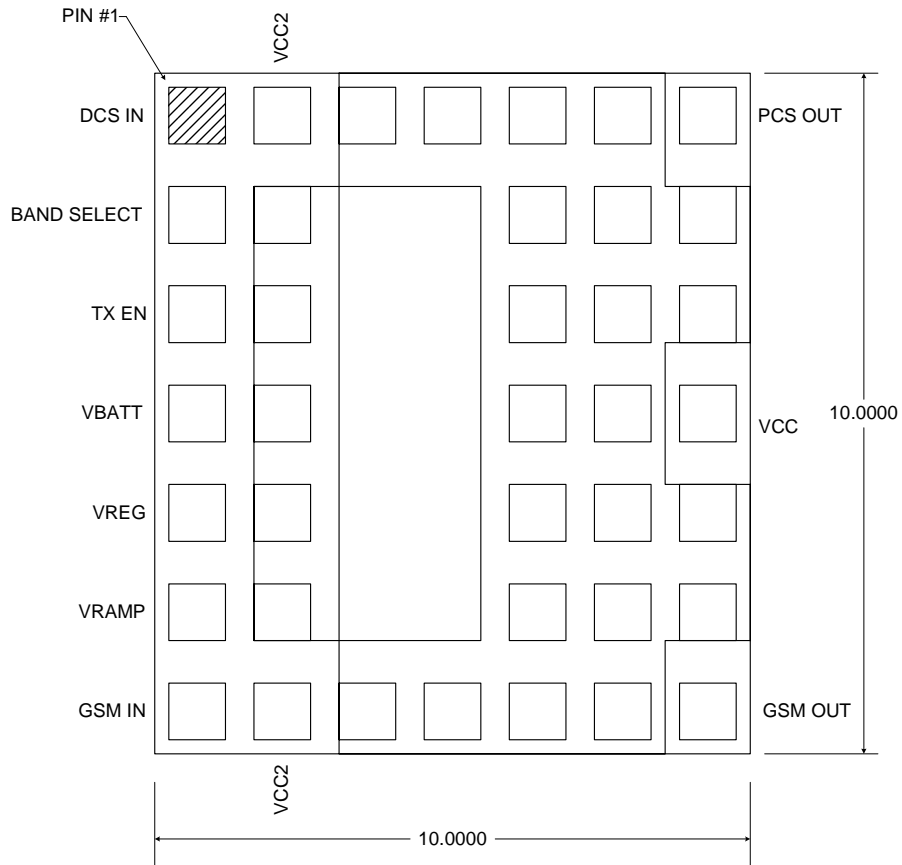 PIN #1
VCC2
DCS IN
PCS OUT
BAND SELECT
TX EN
VBATT
VCC
10.0000
VREG
VRAMP
GSM IN
GSM OUT
VCC2
10.0000